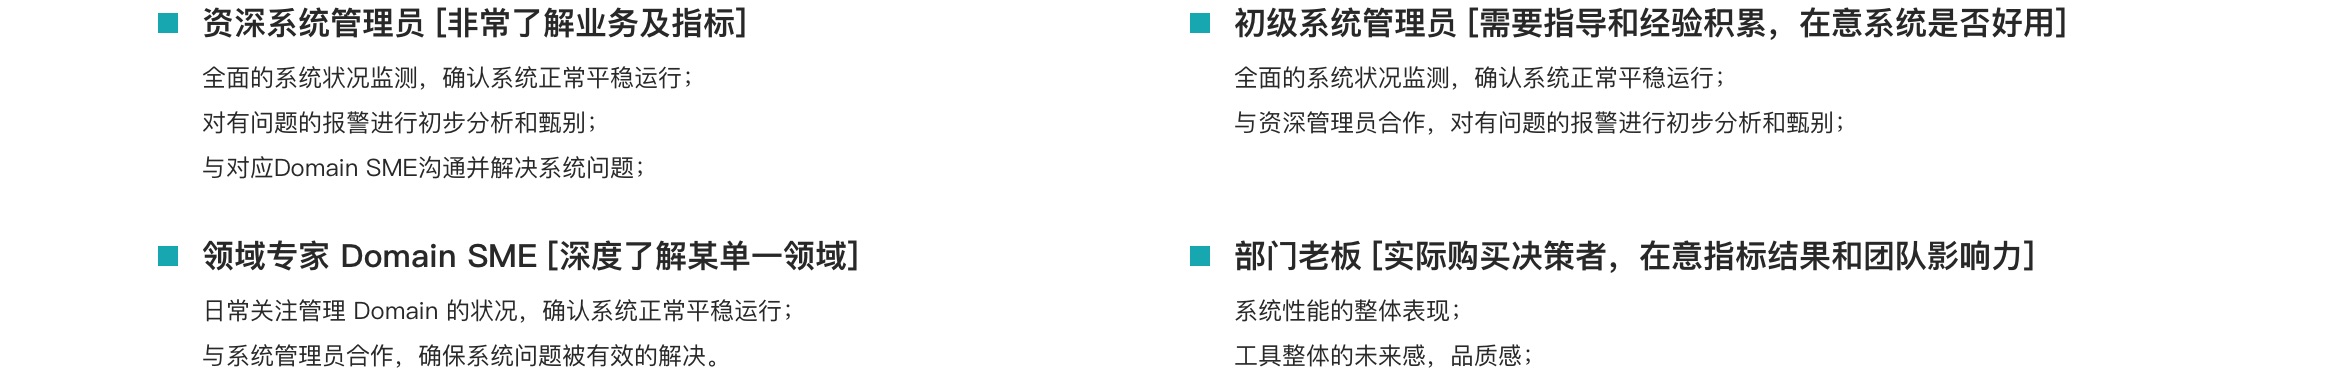 资深系统管理员 [非常了解业务及指标]
全面的系统状况监测，确认系统正常平稳运行；
对有问题的报警进行初步分析和甄别；
与对应Domain SME沟通并解决系统问题；
初级系统管理员 [需要指导和经验积累，在意系统是否好用]
全面的系统状况监测，确认系统正常平稳运行；
与资深管理员合作，对有问题的报警进行初步分析和甄别；
领域专家 Domain SME [深度了解某单一领域]
日常关注管理 Domain 的状况，确认系统正常平稳运行；
与系统管理员合作，确保系统问题被有效的解决。
部门老板 [实际购买决策者，在意指标结果和团队影响力]
系统性能的整体表现；
工具整体的未来感，品质感；